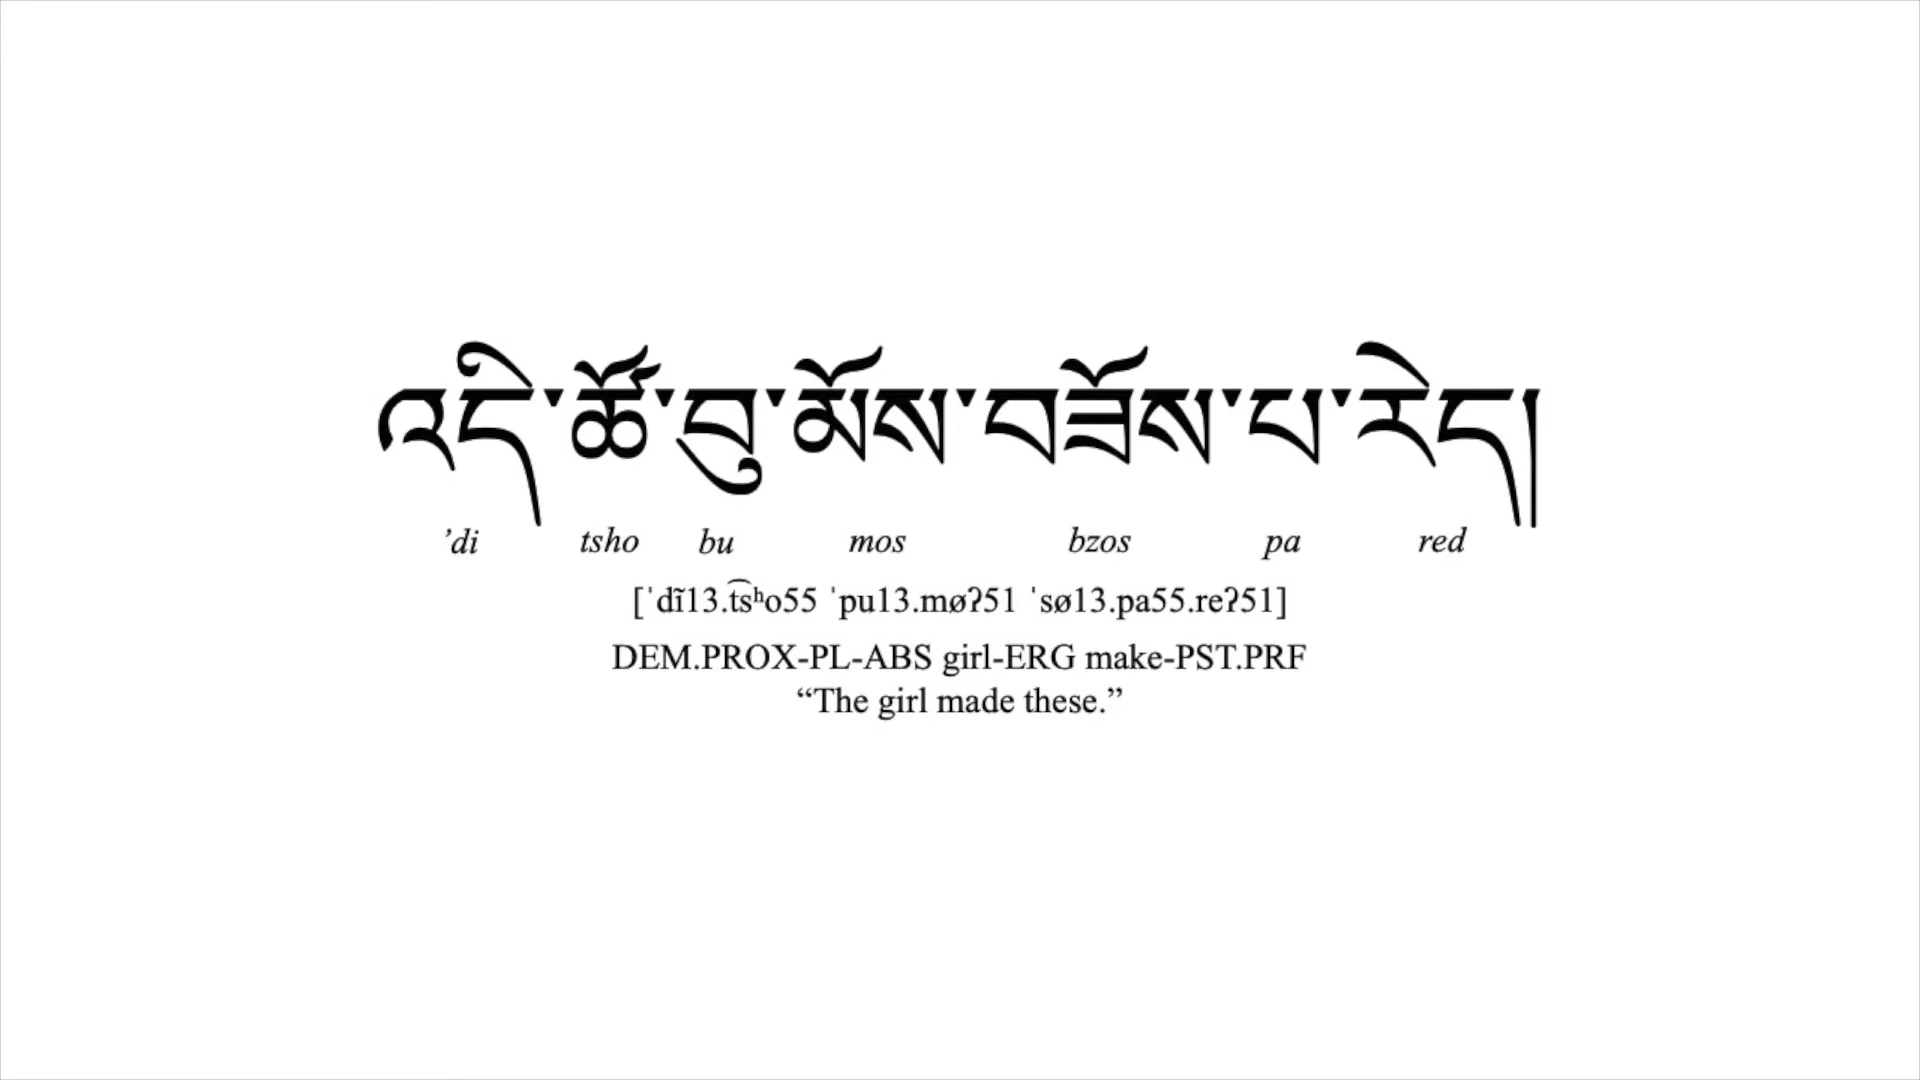 འདི་ཚོ་བུ་མོས་བཟོས་པ་རེད།
’di tsho bu mos bzos pa red
[ˈdĩ13.t͡sʰo55 ˈpu13.møʔ51 ˈsø13.pa55.reʔ51]
DEM.PROX-PL-ABS girl-ERG make-PST.PRF
“The girl made these.”